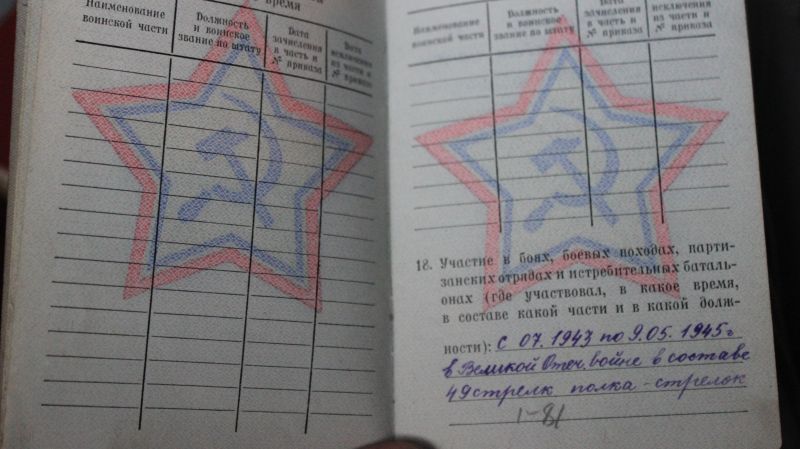 время
Наименование
воинской части
Должность
и воинское
звание по штату
Дата
зачисления
в часть и
№ приказа
Дата
исключения
из части и
№ приказа
Наименование
воинской части
Должность
и воинское
звание по штату
Дата
зачисления
в часть и
№ приказа
исключения
из части и
№ приказа
18. Участие в боях, боевых походах, парти-
занских отрядах и истребительных баталь-
онах (где участвовал, в какое время,
в составе какой части и в какой долж-
ности): с 07.1943 по 9.05.1945г
в Великой Отеч. войне в составе
49 стрелк полка - стрелок